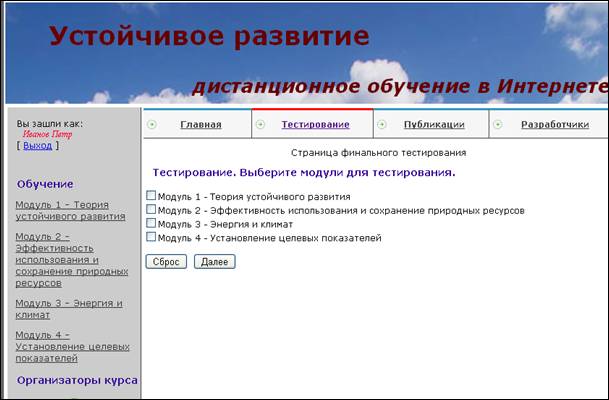 Устойчивое развитие
дистанционное обучение в Интернете
Вы зашли как:
Иванов Петр
[ Выход ]
Обучение
Модуль 1 - Теория
устойчивого развития
Модуль 2 -
Эффективность
использования и
сохранение природных
ресурсов
Модуль 3 - Энергия и
климат
Модуль 4 -
Установление целевых
показателей
Организаторы курса
Главная
Тестирование
Публикации
Разработчики
Страница финального тестирования
Тестирование. Выберите модули для тестирования.
Модуль 1 - Теория устойчивого развития
Модуль 2 - Эффективность использования и сохранение природных ресурсов
Модуль 3 - Энергия и климат
Модуль 4 - Установление целевых показателей
Сброс Далее